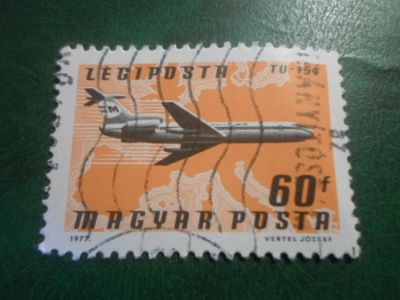 LÉGIPOSTA TU-154
60f
MAGYAR POSTA
1977. VERTEL JÓZSEF